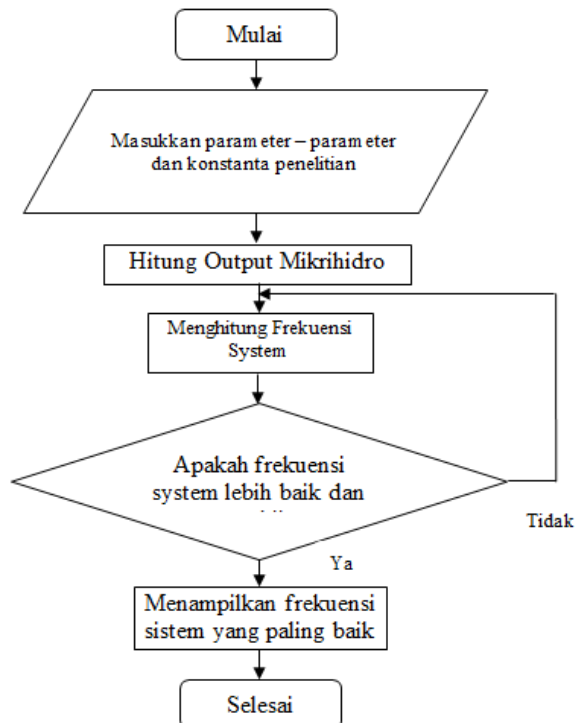 Mulai
Masukkan parameter – parameter
dan konstanta penelitian
Hitung Output Mikrihidro
Menghitung Frekuensi
System
Apakah frekuensi
system lebih baik dan
Tidak
Ya
Menampilkan frekuensi
sistem yang paling baik
Selesai